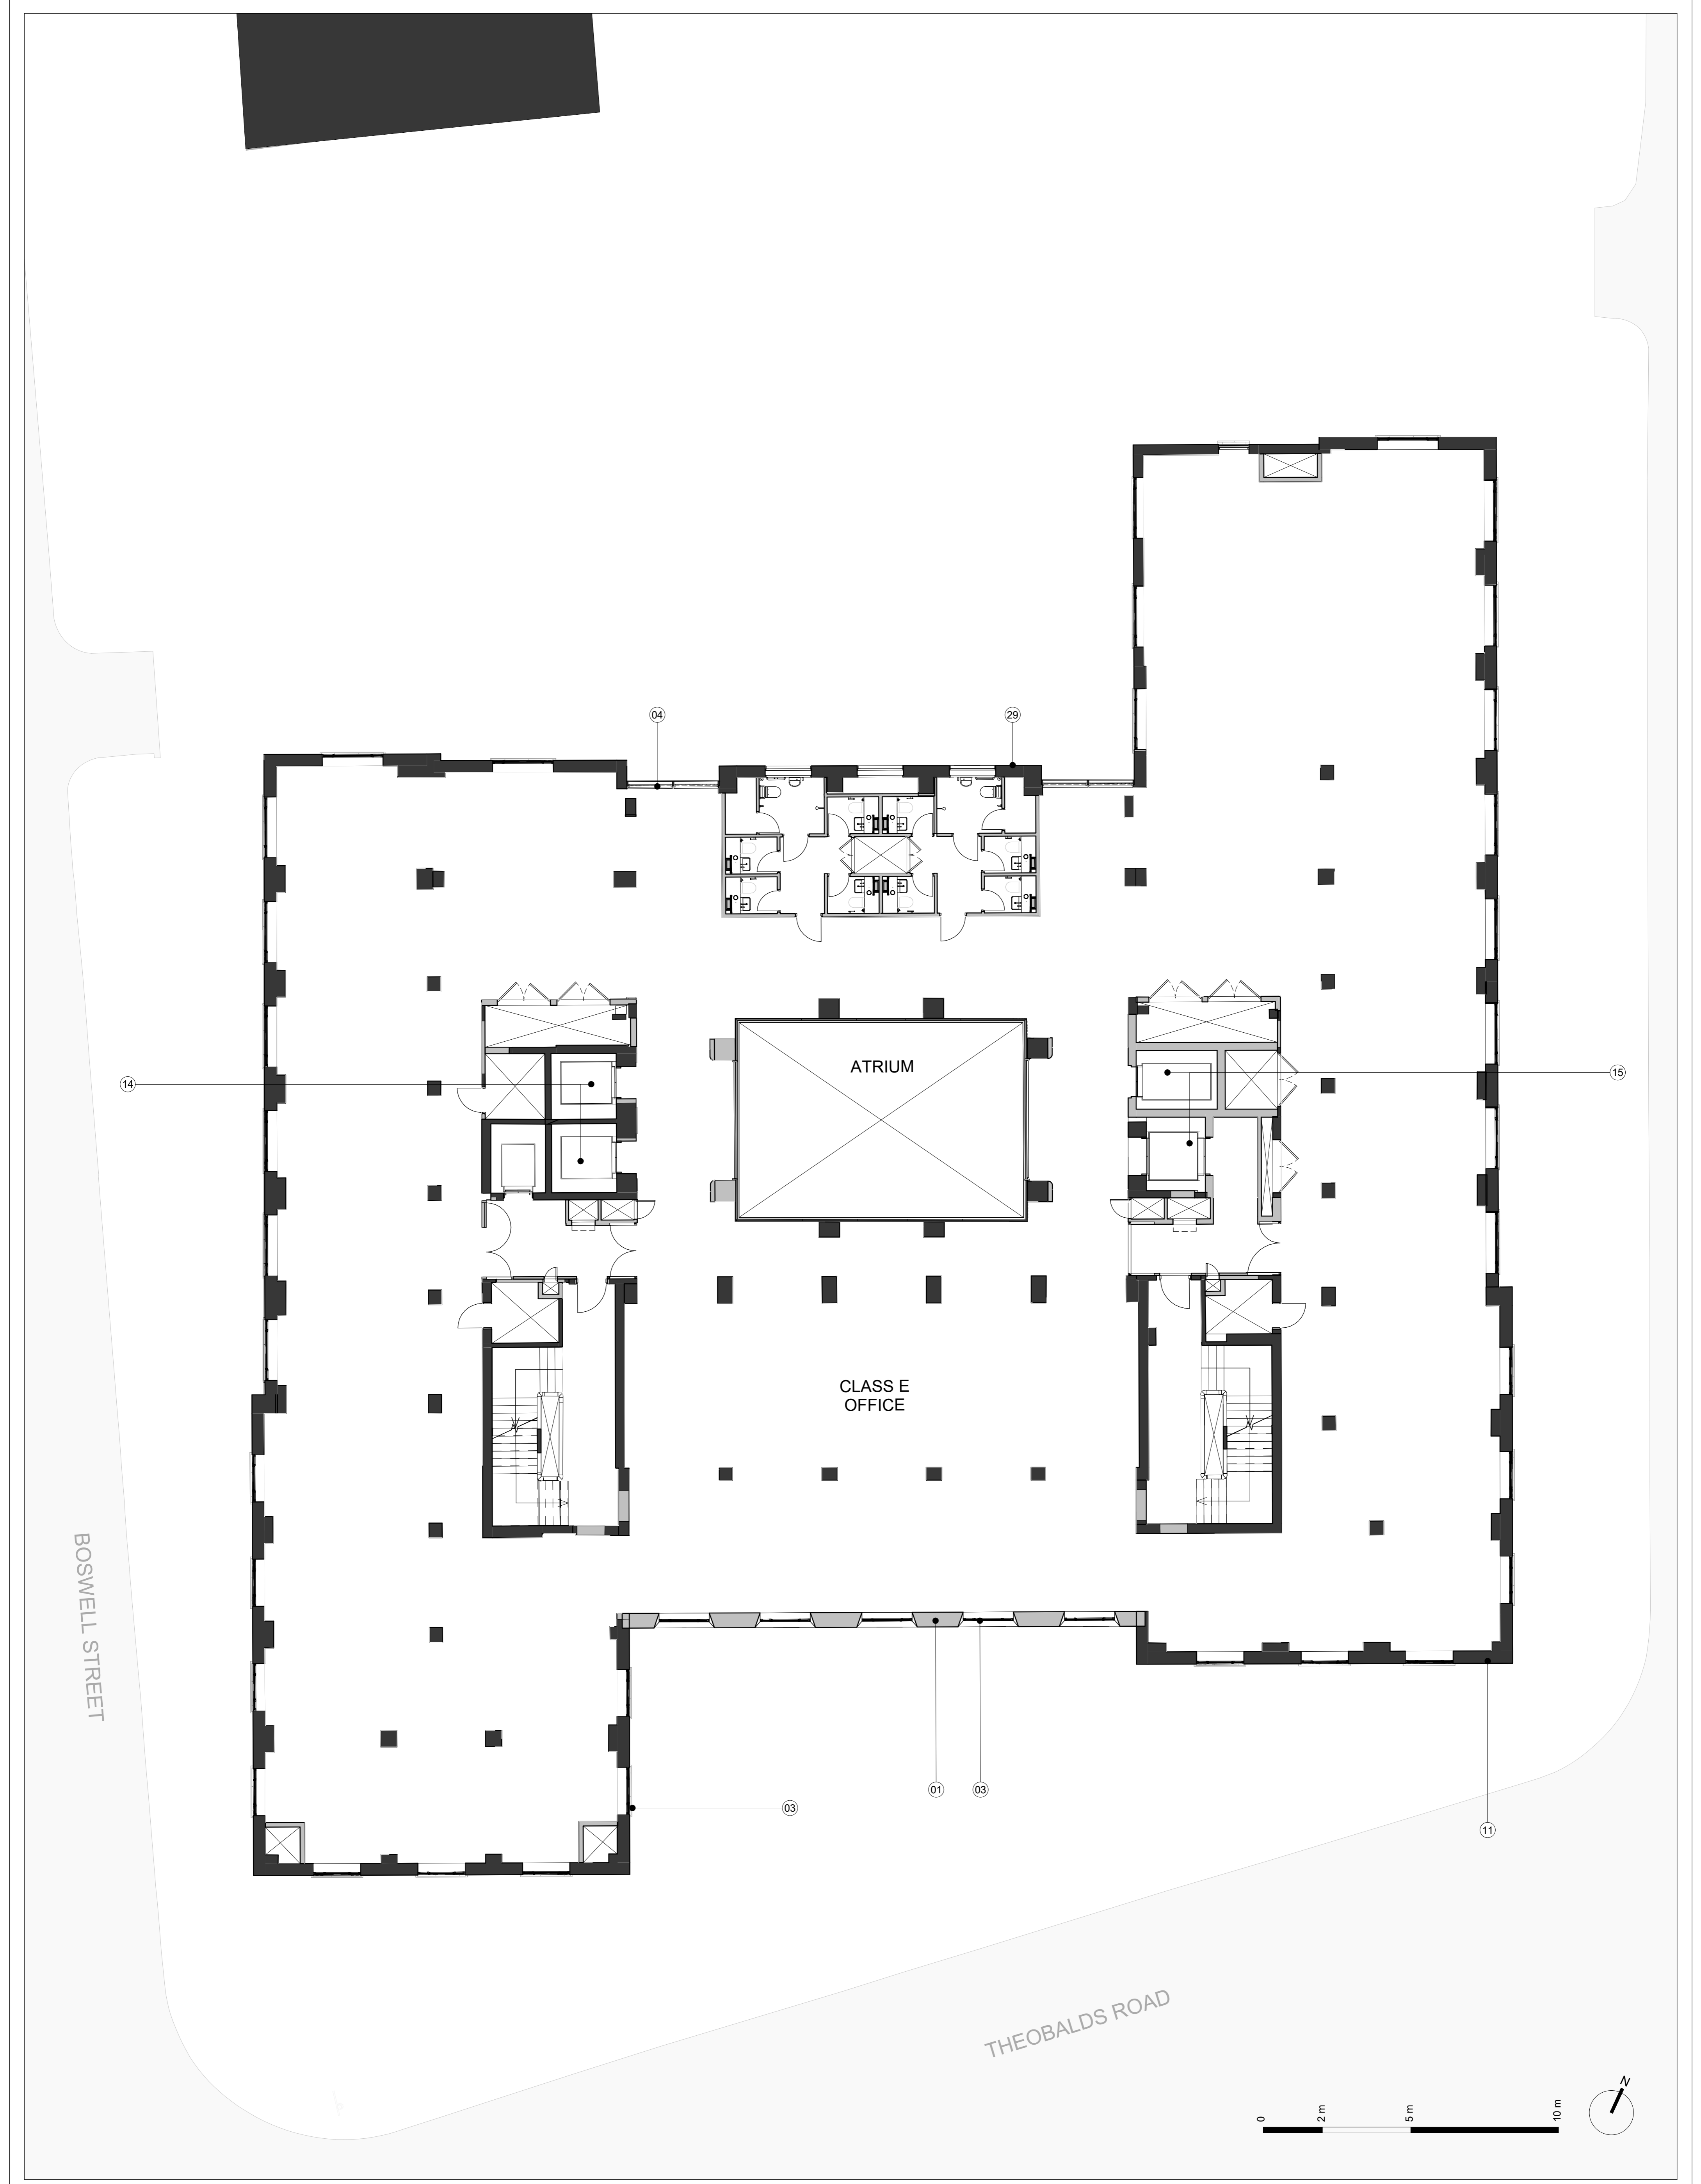 04
29
ATRIUM
14
15
CLASS E
OFFICE
BOSWELL STREET
01
03
03
11
THEOBALDS ROAD
N
0
2 m
5 m
10 m